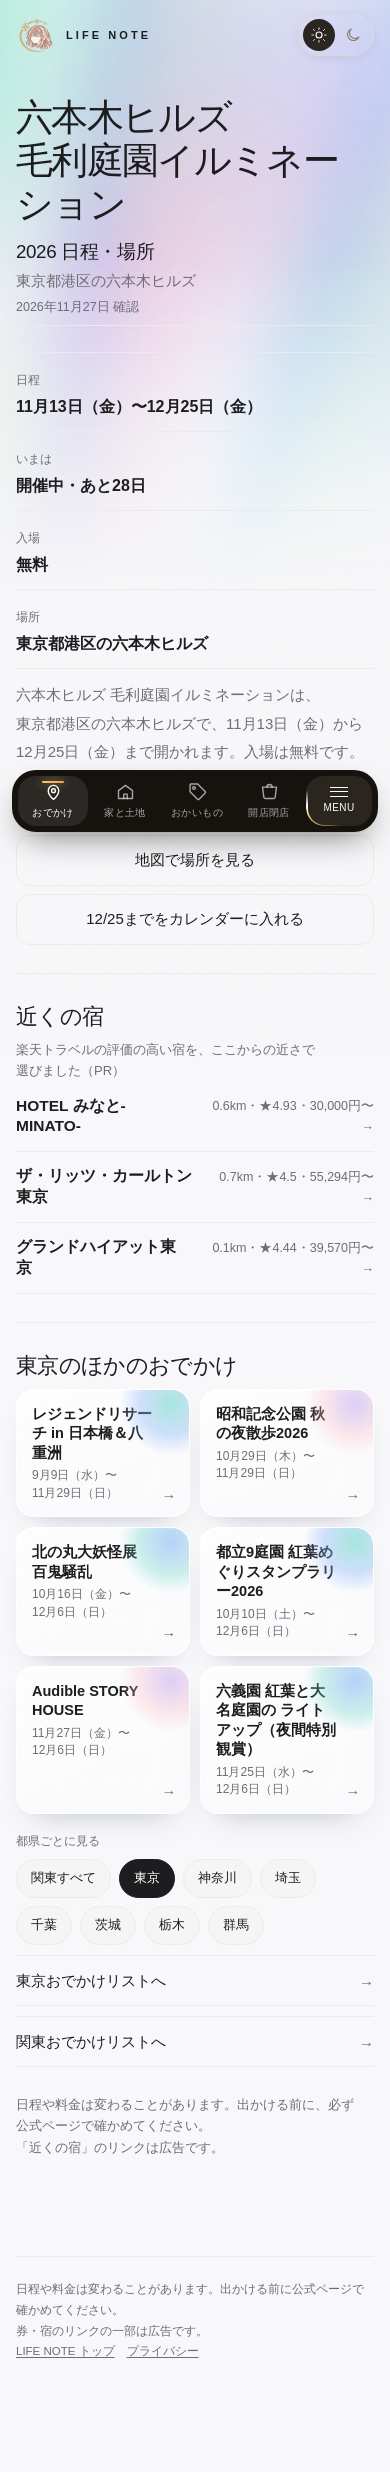 LIFE NOTE
六本木ヒルズ
毛利庭園イルミネー
ション
2026 日程・場所
東京都港区の六本木ヒルズ
2026年11月27日 確認
日程
11月13日（金）〜12月25日（金）
いまは
開催中・あと28日
入場
無料
場所
東京都港区の六本木ヒルズ
六本木ヒルズ 毛利庭園イルミネーションは、
東京都港区の六本木ヒルズで、11月13日（金）から
12月25日（金）まで開かれます。入場は無料です。
おでかけ
家と土地
おかいもの
開店閉店
MENU
地図で場所を見る
12/25までをカレンダーに入れる
近くの宿
楽天トラベルの評価の高い宿を、ここからの近さで
選びました（PR）
HOTEL みなと-
MINATO-
0.6km・★4.93・30,000円〜
→
ザ・リッツ・カールトン
東京
0.7km・★4.5・55,294円〜
→
グランドハイアット東
京
0.1km・★4.44・39,570円〜
→
東京のほかのおでかけ
レジェンドリサー
チ in 日本橋＆八
重洲
9月9日（水）〜
11月29日（日）
→
昭和記念公園 秋
の夜散歩2026
10月29日（木）〜
11月29日（日）
→
北の丸大妖怪展
百鬼騒乱
10月16日（金）〜
12月6日（日）
→
都立9庭園 紅葉め
ぐりスタンプラリ
ー2026
10月10日（土）〜
12月6日（日）
→
Audible STORY
HOUSE
11月27日（金）〜
12月6日（日）
→
六義園 紅葉と大
名庭園の ライト
アップ（夜間特別
観賞）
11月25日（水）〜
12月6日（日）
→
都県ごとに見る
関東すべて
東京
神奈川
埼玉
千葉
茨城
栃木
群馬
東京おでかけリストへ
→
関東おでかけリストへ
→
日程や料金は変わることがあります。出かける前に、必ず
公式ページで確かめてください。
「近くの宿」のリンクは広告です。
日程や料金は変わることがあります。出かける前に公式ページで
確かめてください。
券・宿のリンクの一部は広告です。
LIFE NOTE トップ プライバシー